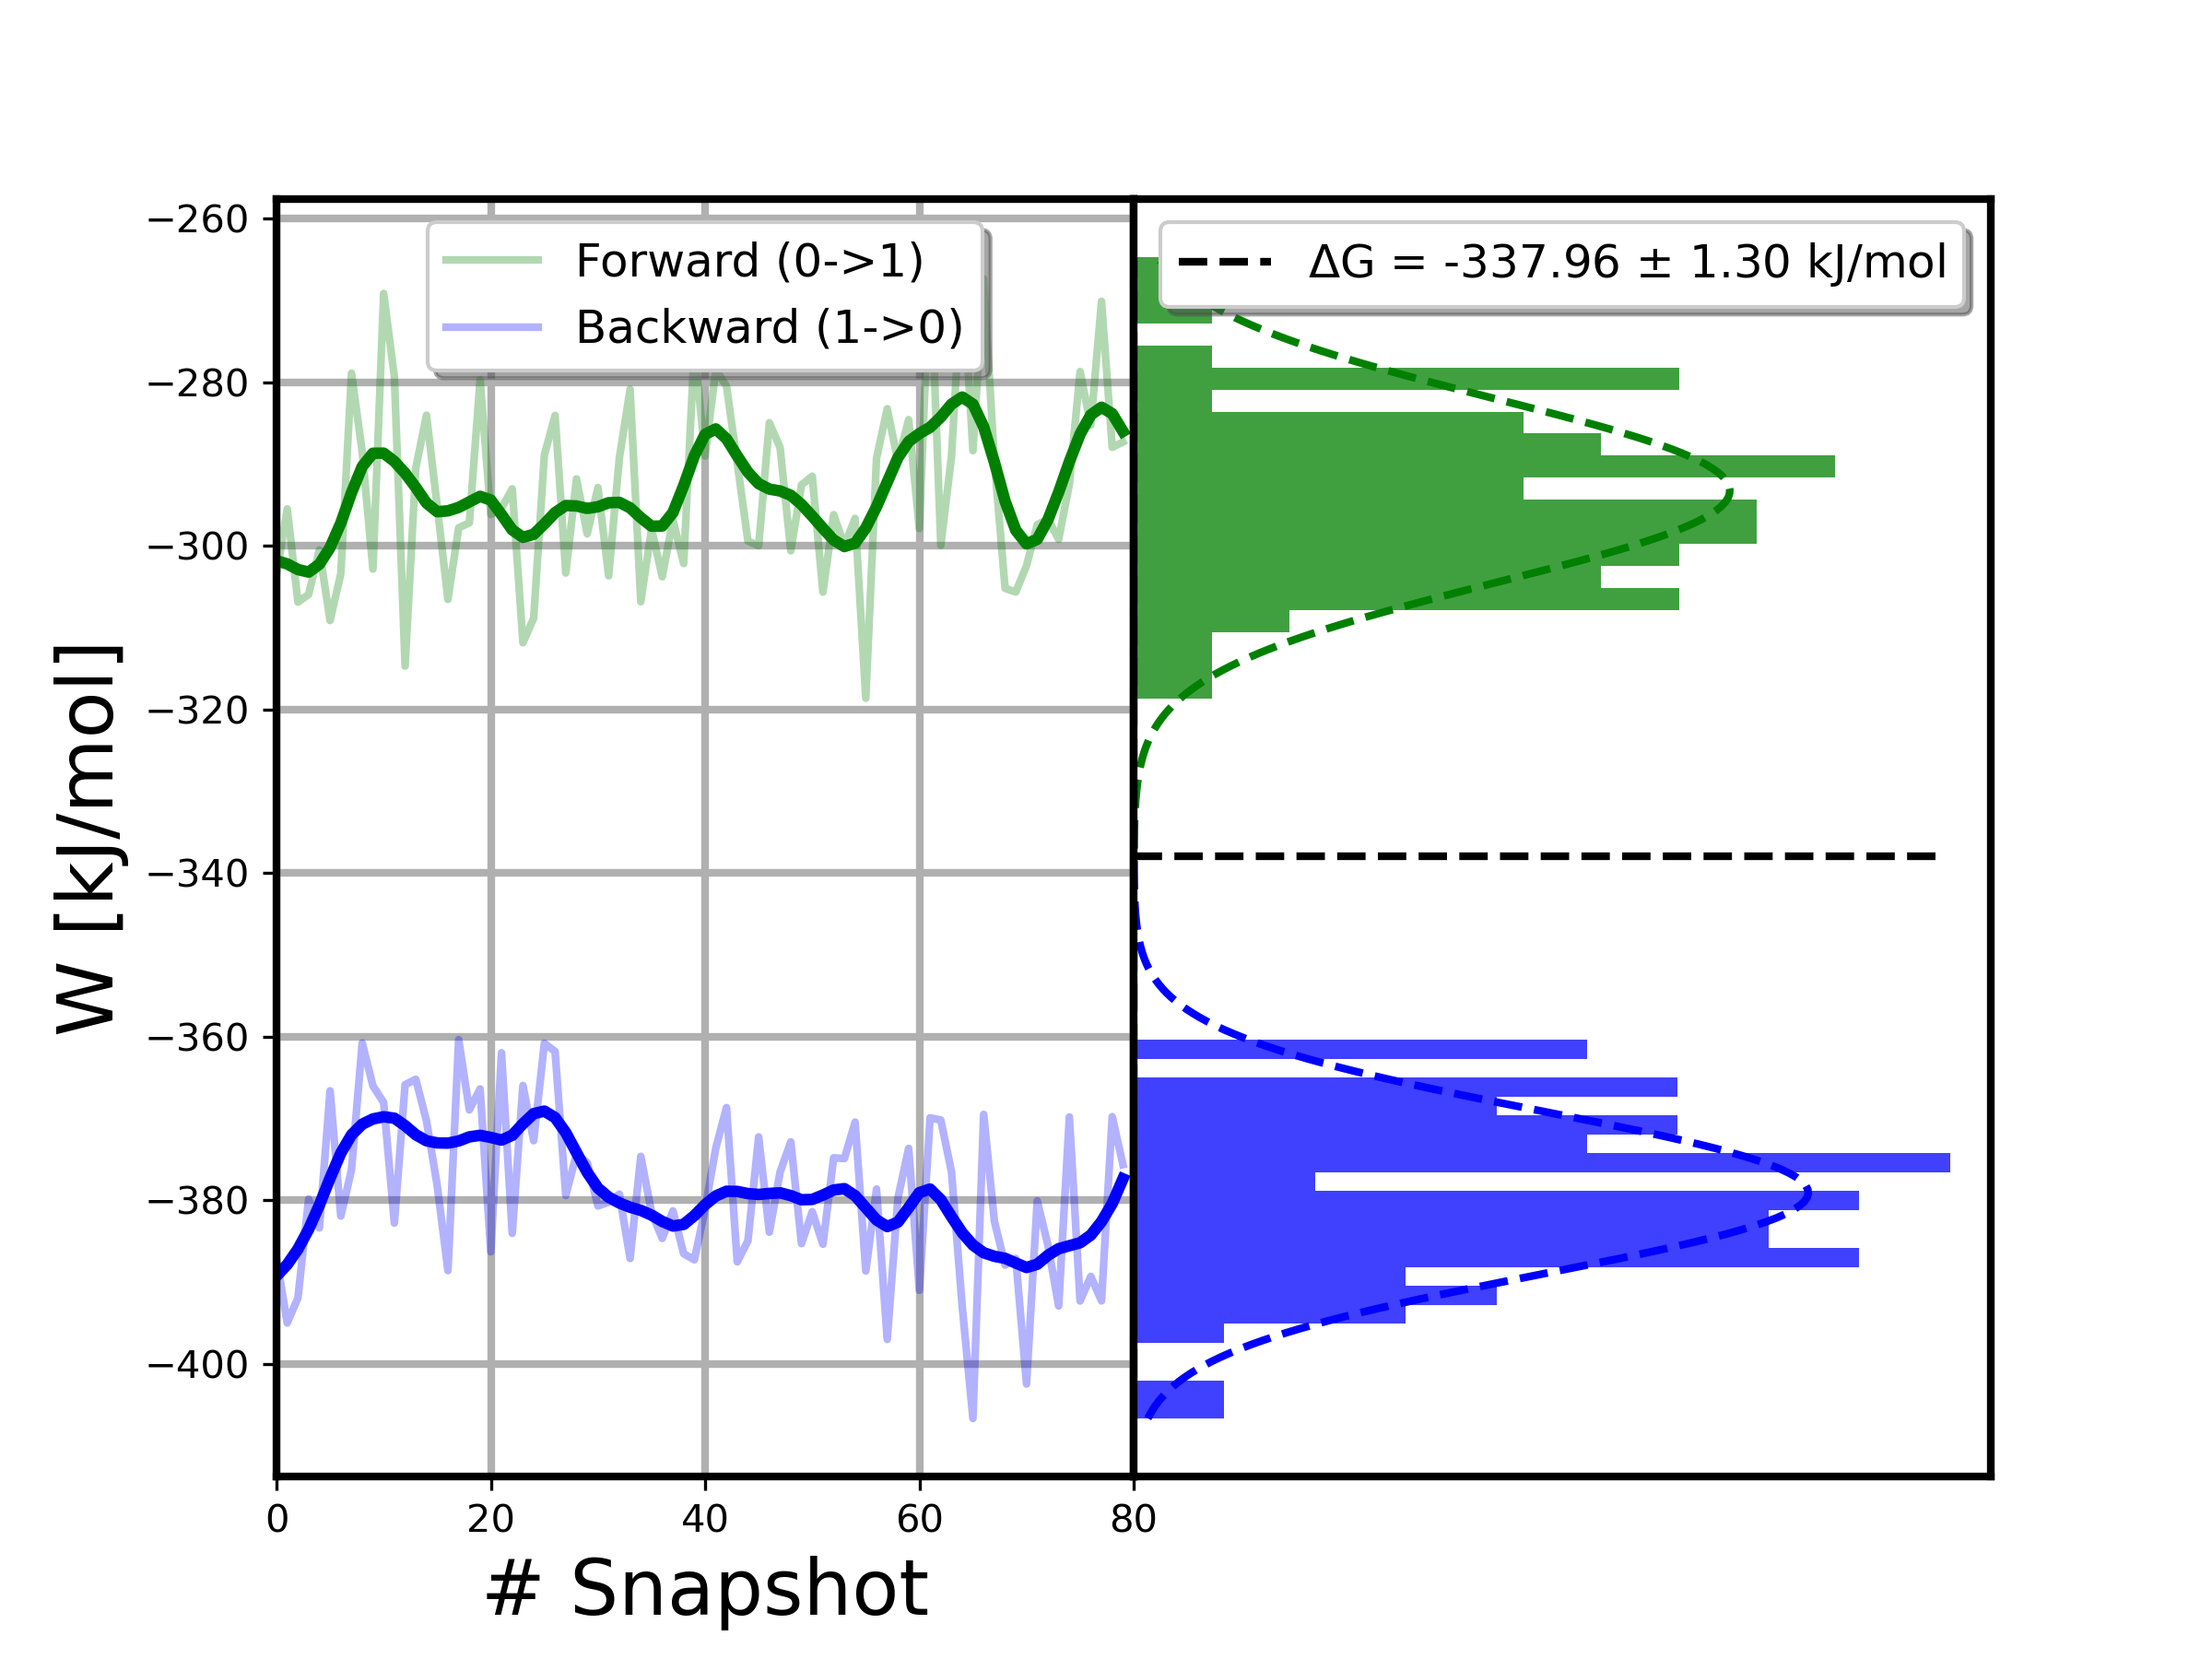 Forward (0->1)
Backward (1->0)
ΔG = -337.96 ± 1.30 kJ/mol
W [kJ/mol]
−260
−280
−300
−320
−340
−360
−380
−400
0 20 40 60 80
# Snapshot